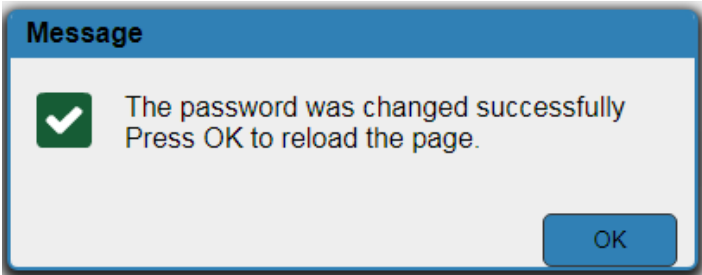 Message
The password was changed successfully
Press OK to reload the page.
OK